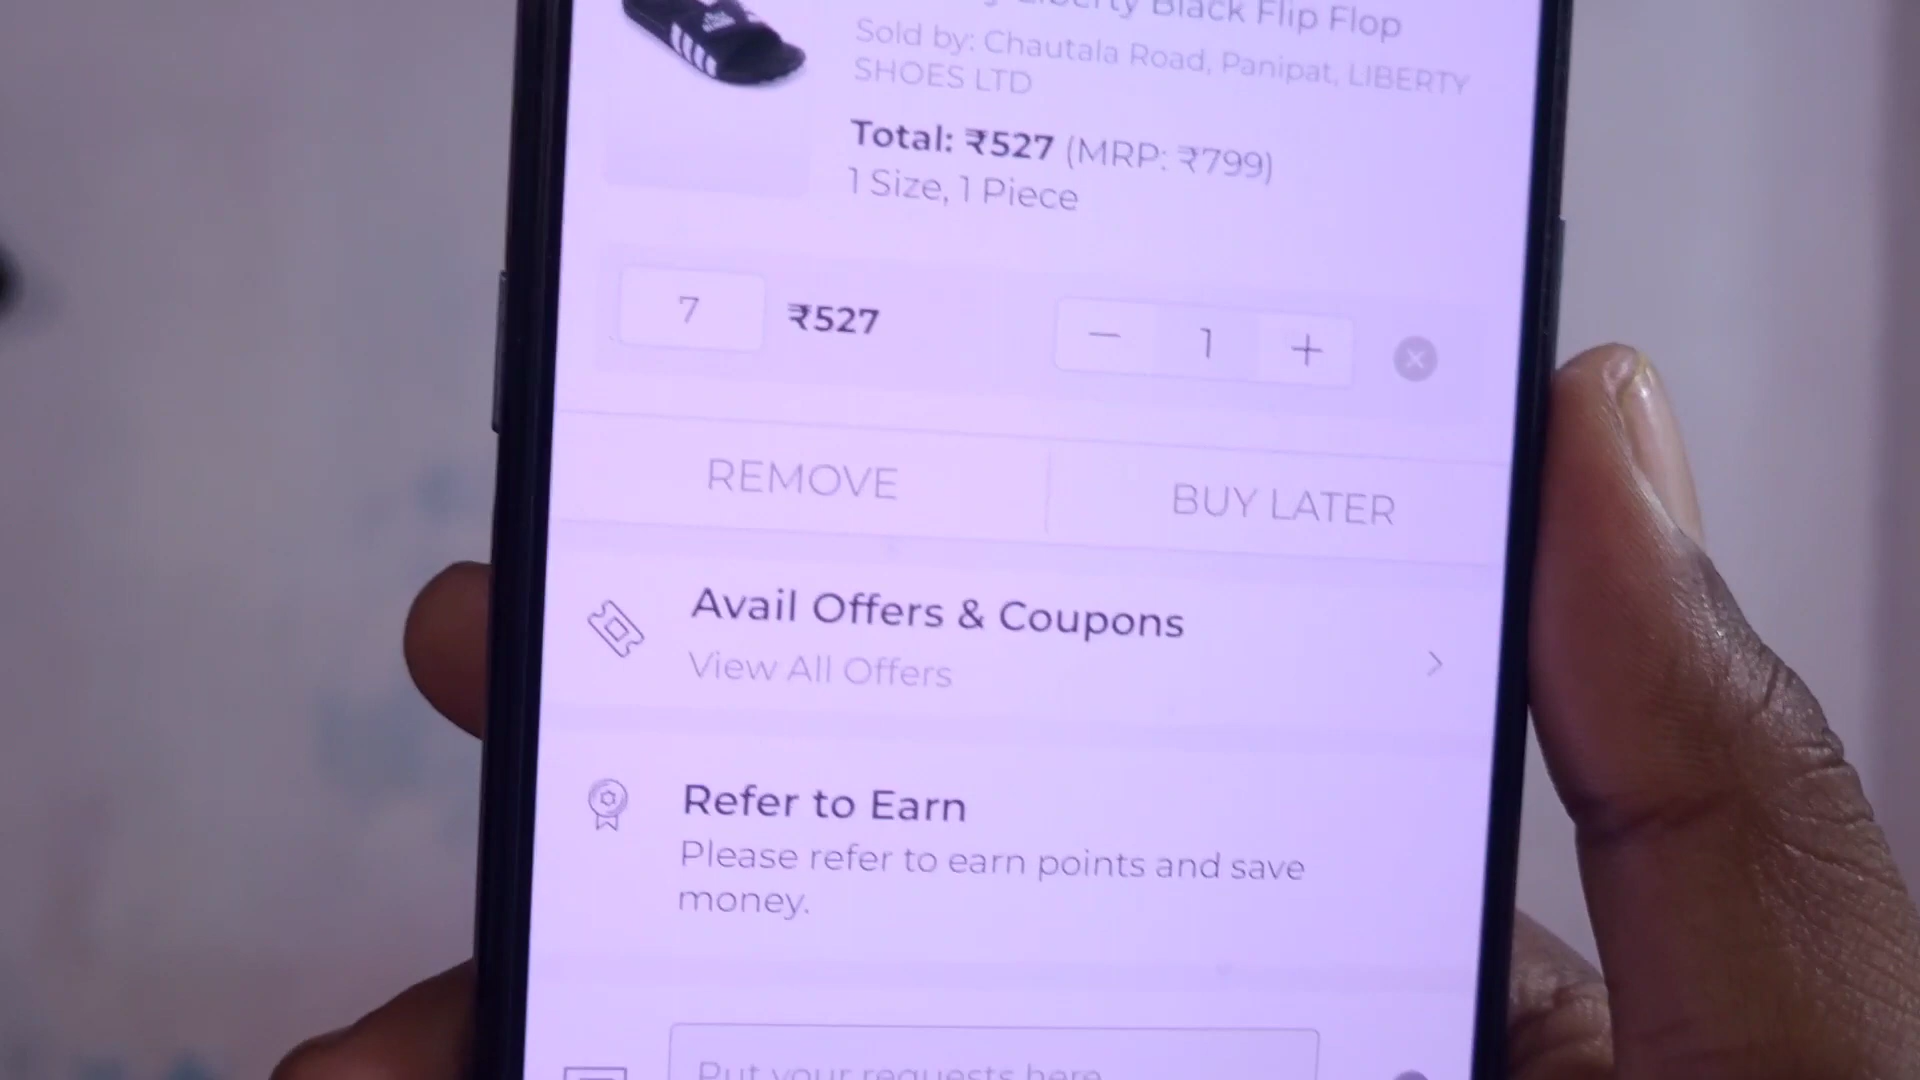 Liberty Black Flip Flop
Sold by: Chautala Road, Panipat, LIBERTY
SHOES LTD
Total: ₹527 (MRP: ₹799)
1 Size, 1 Piece
7 ₹527 – 1 +
REMOVE BUY LATER
Avail Offers & Coupons
View All Offers
Refer to Earn
Please refer to earn points and save
money.
Put your requests here